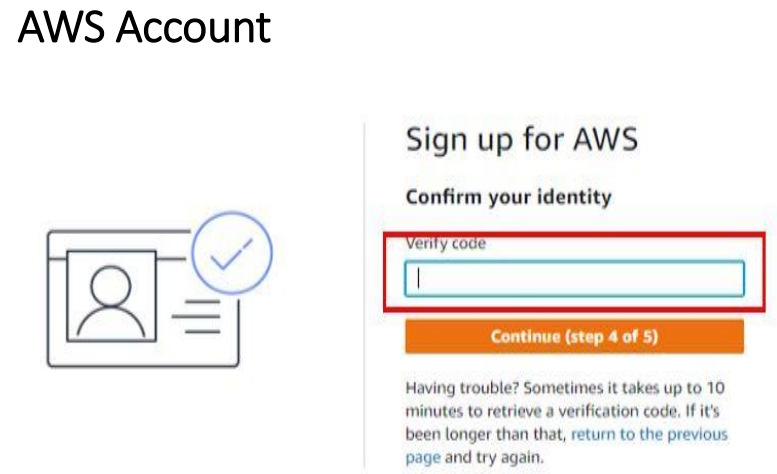 AWS Account
Sign up for AWS
Confirm your identity
Verify code
Continue (step 4 of 5)
Having trouble? Sometimes it takes up to 10
minutes to retrieve a verification code. If it's
been longer than that, return to the previous
page and try again.